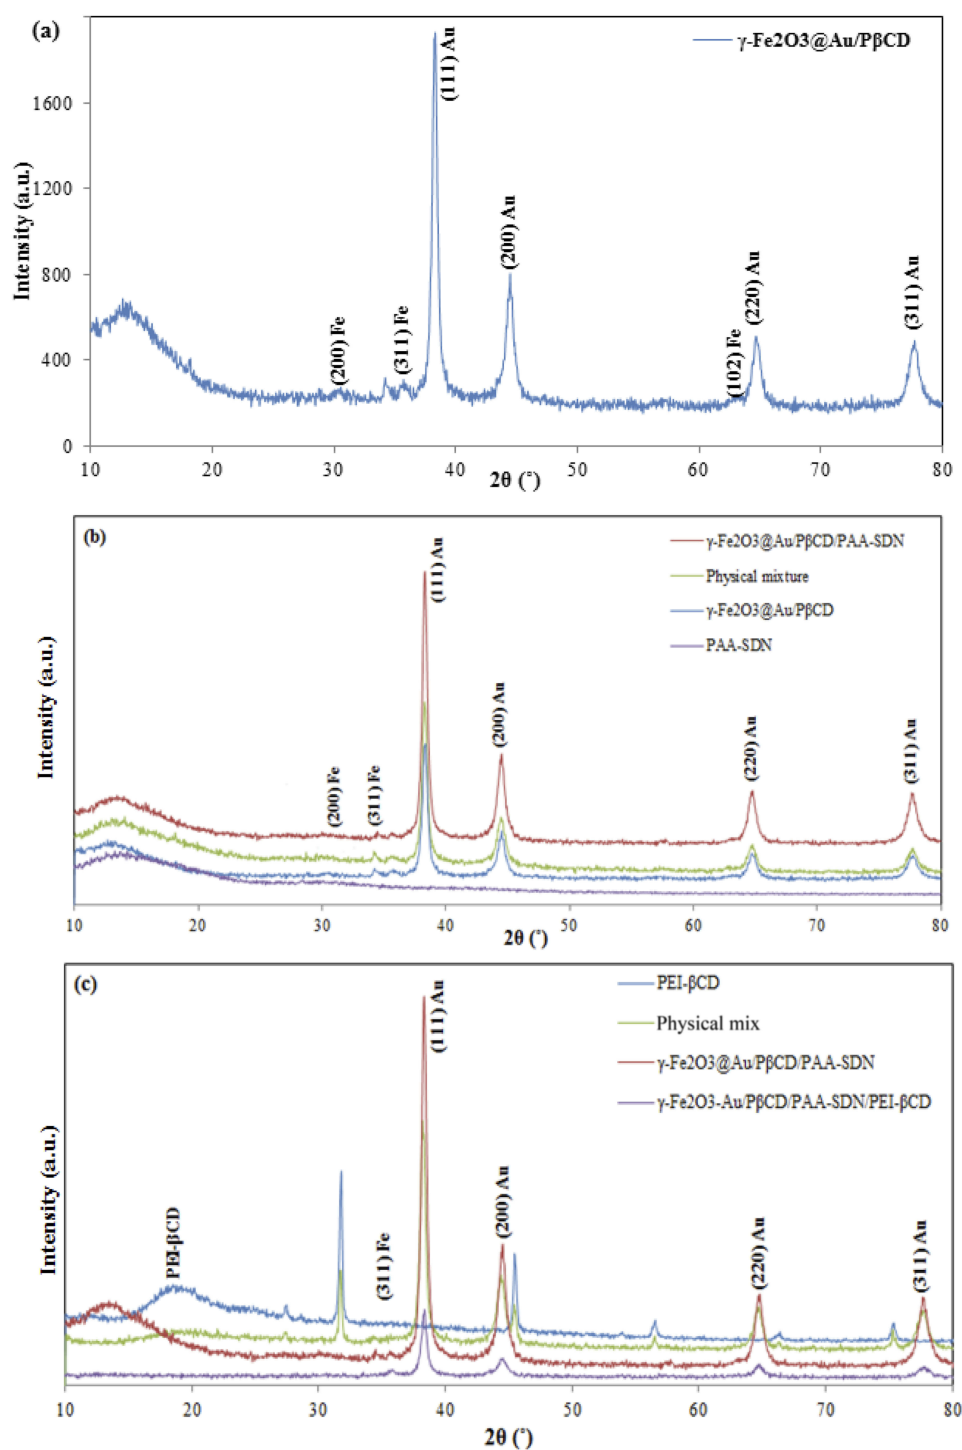 (a)
γ-Fe2O3@Au/PβCD
Intensity (a.u.)
1600
1200
800
400
0
(200) Fe
(311) Fe
(111) Au
(200) Au
(102) Fe
(220) Au
(311) Au
10 20 30 40 50 60 70 80
2θ (˚)
(b)
γ-Fe2O3@Au/PβCD/PAA-SDN
Physical mixture
γ-Fe2O3@Au/PβCD
PAA-SDN
Intensity (a.u.)
(200) Fe
(311) Fe
(111) Au
(200) Au
(220) Au
(311) Au
10 20 30 40 50 60 70 80
2θ (˚)
(c)
PEI-βCD
Physical mix
γ-Fe2O3@Au/PβCD/PAA-SDN
γ-Fe2O3-Au/PβCD/PAA-SDN/PEI-βCD
Intensity (a.u.)
PEI-βCD
(311) Fe
(111) Au
(200) Au
(220) Au
(311) Au
10 20 30 40 50 60 70 80
2θ (˚)